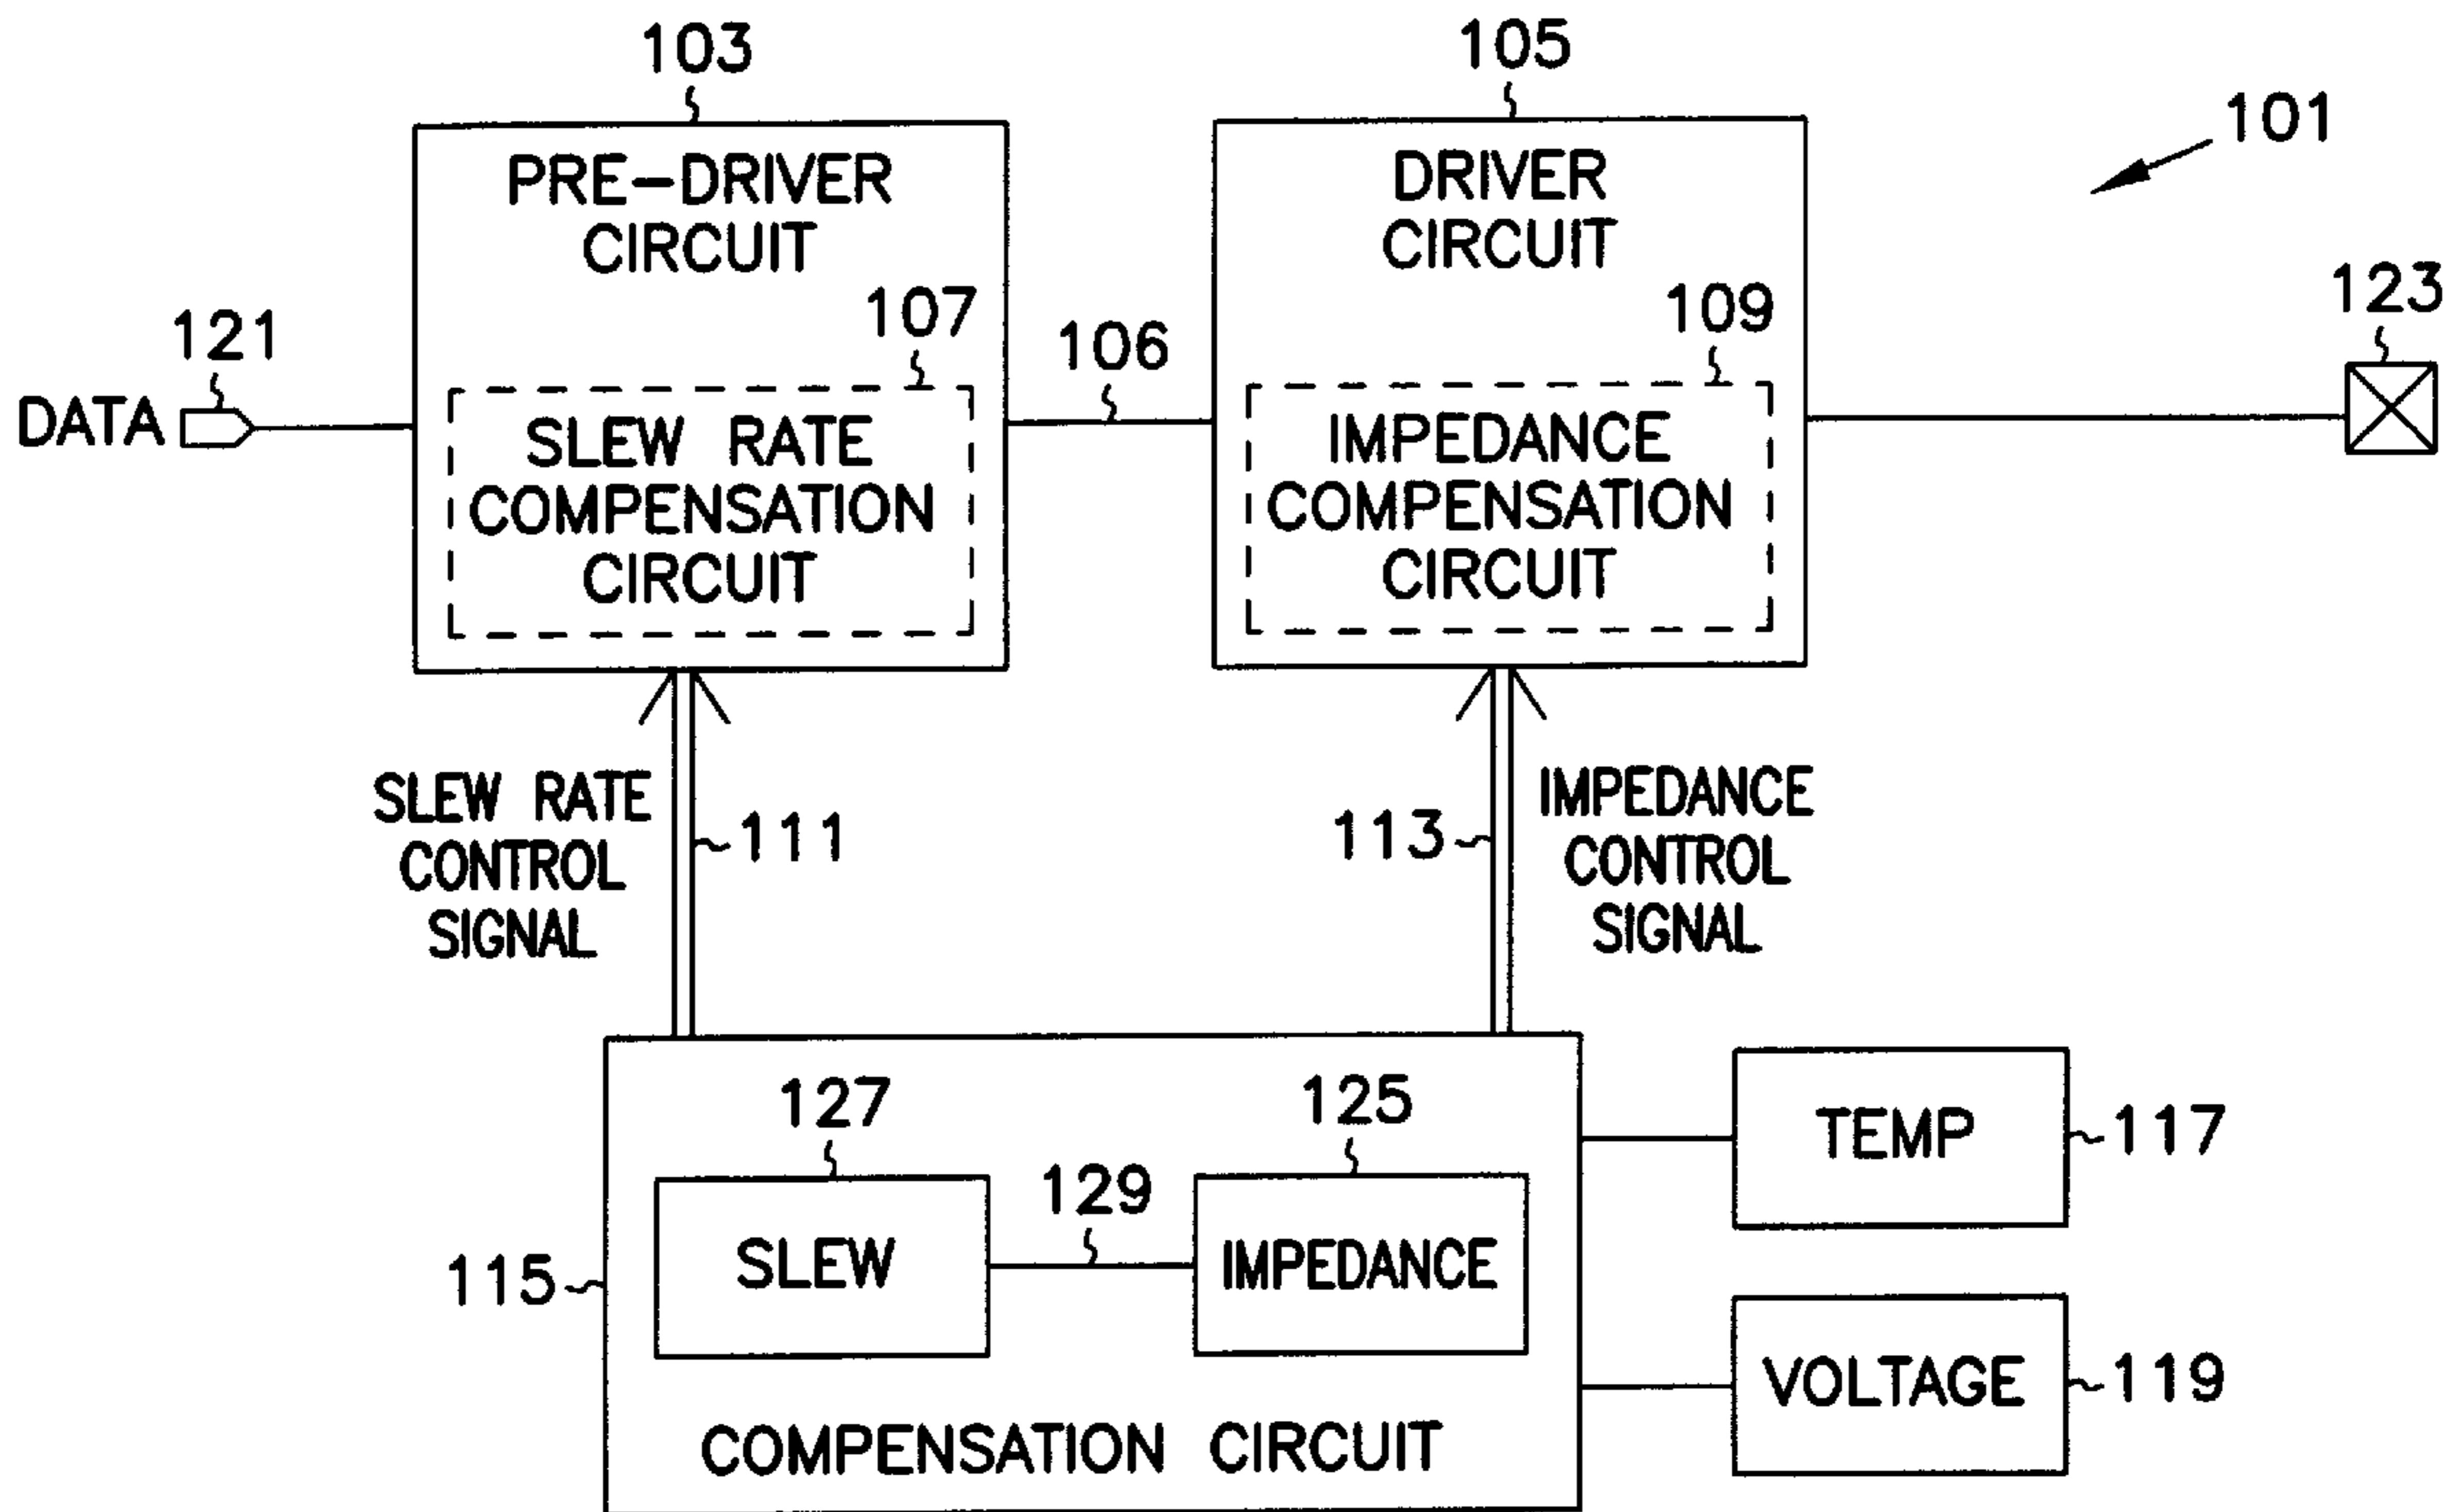 103
105
101
PRE-DRIVER
CIRCUIT
DRIVER
CIRCUIT
107
109
123
121
106
DATA
SLEW RATE
COMPENSATION
CIRCUIT
IMPEDANCE
COMPENSATION
CIRCUIT
SLEW RATE
CONTROL
SIGNAL
111
113
IMPEDANCE
CONTROL
SIGNAL
127
125
129
SLEW
IMPEDANCE
115
COMPENSATION CIRCUIT
TEMP
117
VOLTAGE
119